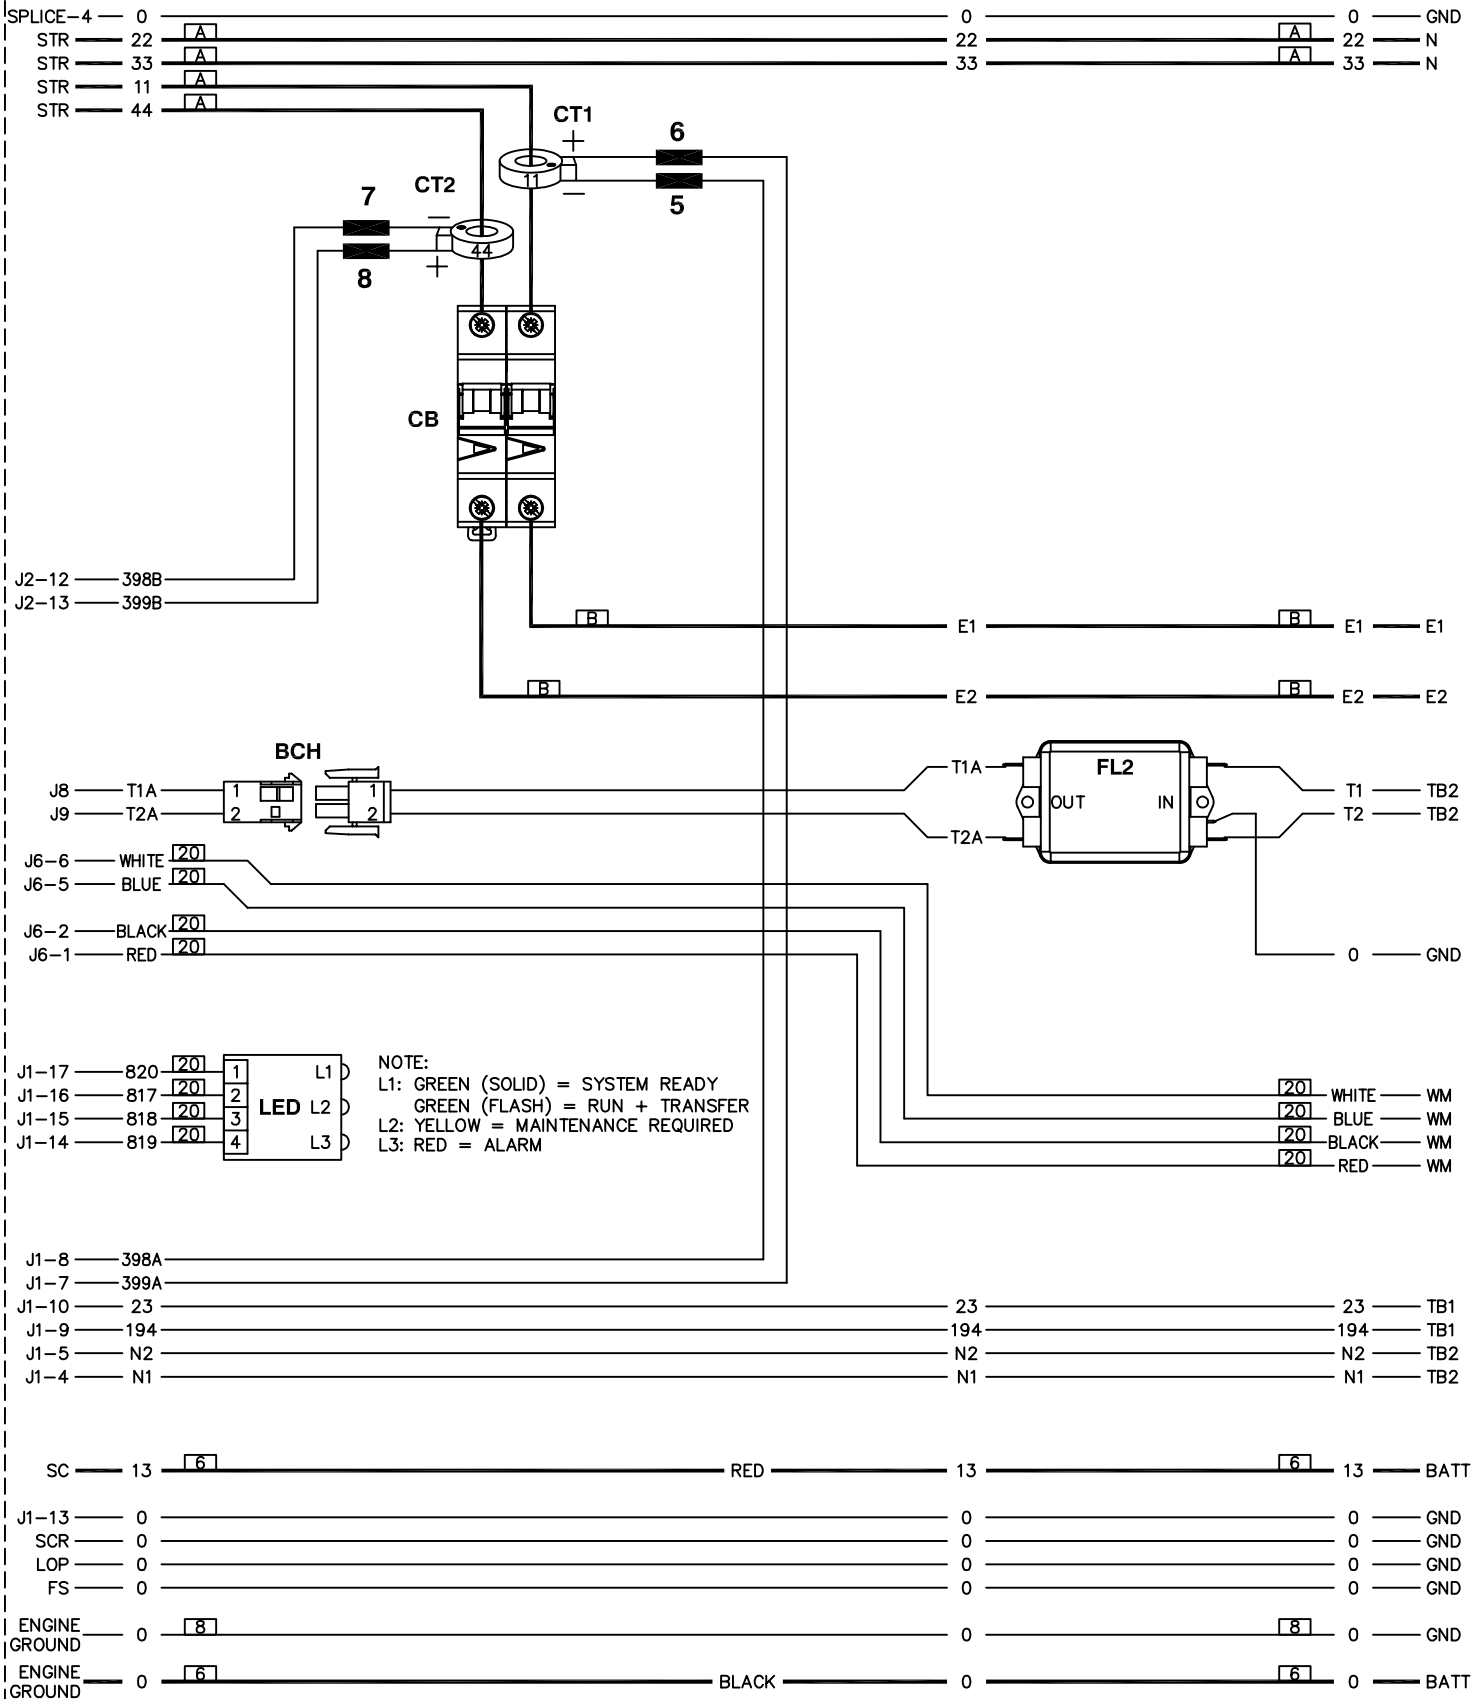 SPLICE-4 0 0 0 GND
STR 22 A 22 A 22 N
STR 33 A 33 A 33 N
STR 11 A
STR 44 A
CT1
+
6
11
−
5
CT2
7
−
44
+
8
CB
A A
J2-12 398B
J2-13 399B
B E1 B E1 E1
B E2 B E2 E2
BCH
FL2
T1A
J8 T1A 1 1 T1 TB2
OUT IN
J9 T2A 2 2 T2 TB2
T2A
J6-6 WHITE 20
J6-5 BLUE 20
J6-2 BLACK 20
J6-1 RED 20 0 GND
NOTE:
J1-17 820 20 1 L1
L1: GREEN (SOLID) = SYSTEM READY
J1-16 817 20 2
GREEN (FLASH) = RUN + TRANSFER
LED L2
J1-15 818 20 3
L2: YELLOW = MAINTENANCE REQUIRED
J1-14 819 20 4 L3
L3: RED = ALARM
20 WHITE WM
20 BLUE WM
20 BLACK WM
20 RED WM
J1-8 398A
J1-7 399A
J1-10 23 23 23 TB1
J1-9 194 194 194 TB1
J1-5 N2 N2 N2 TB2
J1-4 N1 N1 N1 TB2
SC 13 6 RED 13 6 13 BATT
J1-13 0 0 0 GND
SCR 0 0 0 GND
LOP 0 0 0 GND
FS 0 0 0 GND
ENGINE
GROUND 0 8 0 8 0 GND
ENGINE
GROUND 0 6 BLACK 0 6 0 BATT